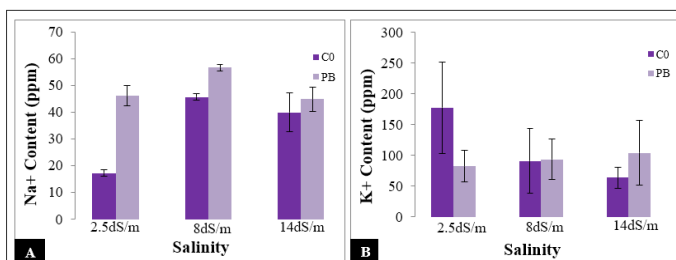 Na+ Content (ppm)
70
60
50
40
30
20
10
0
C0
PB
2.5dS/m 8dS/m 14dS/m
Salinity
A
K+ Content (ppm)
300
250
200
150
100
50
0
C0
PB
2.5dS/m 8dS/m 14dS/m
Salinity
B